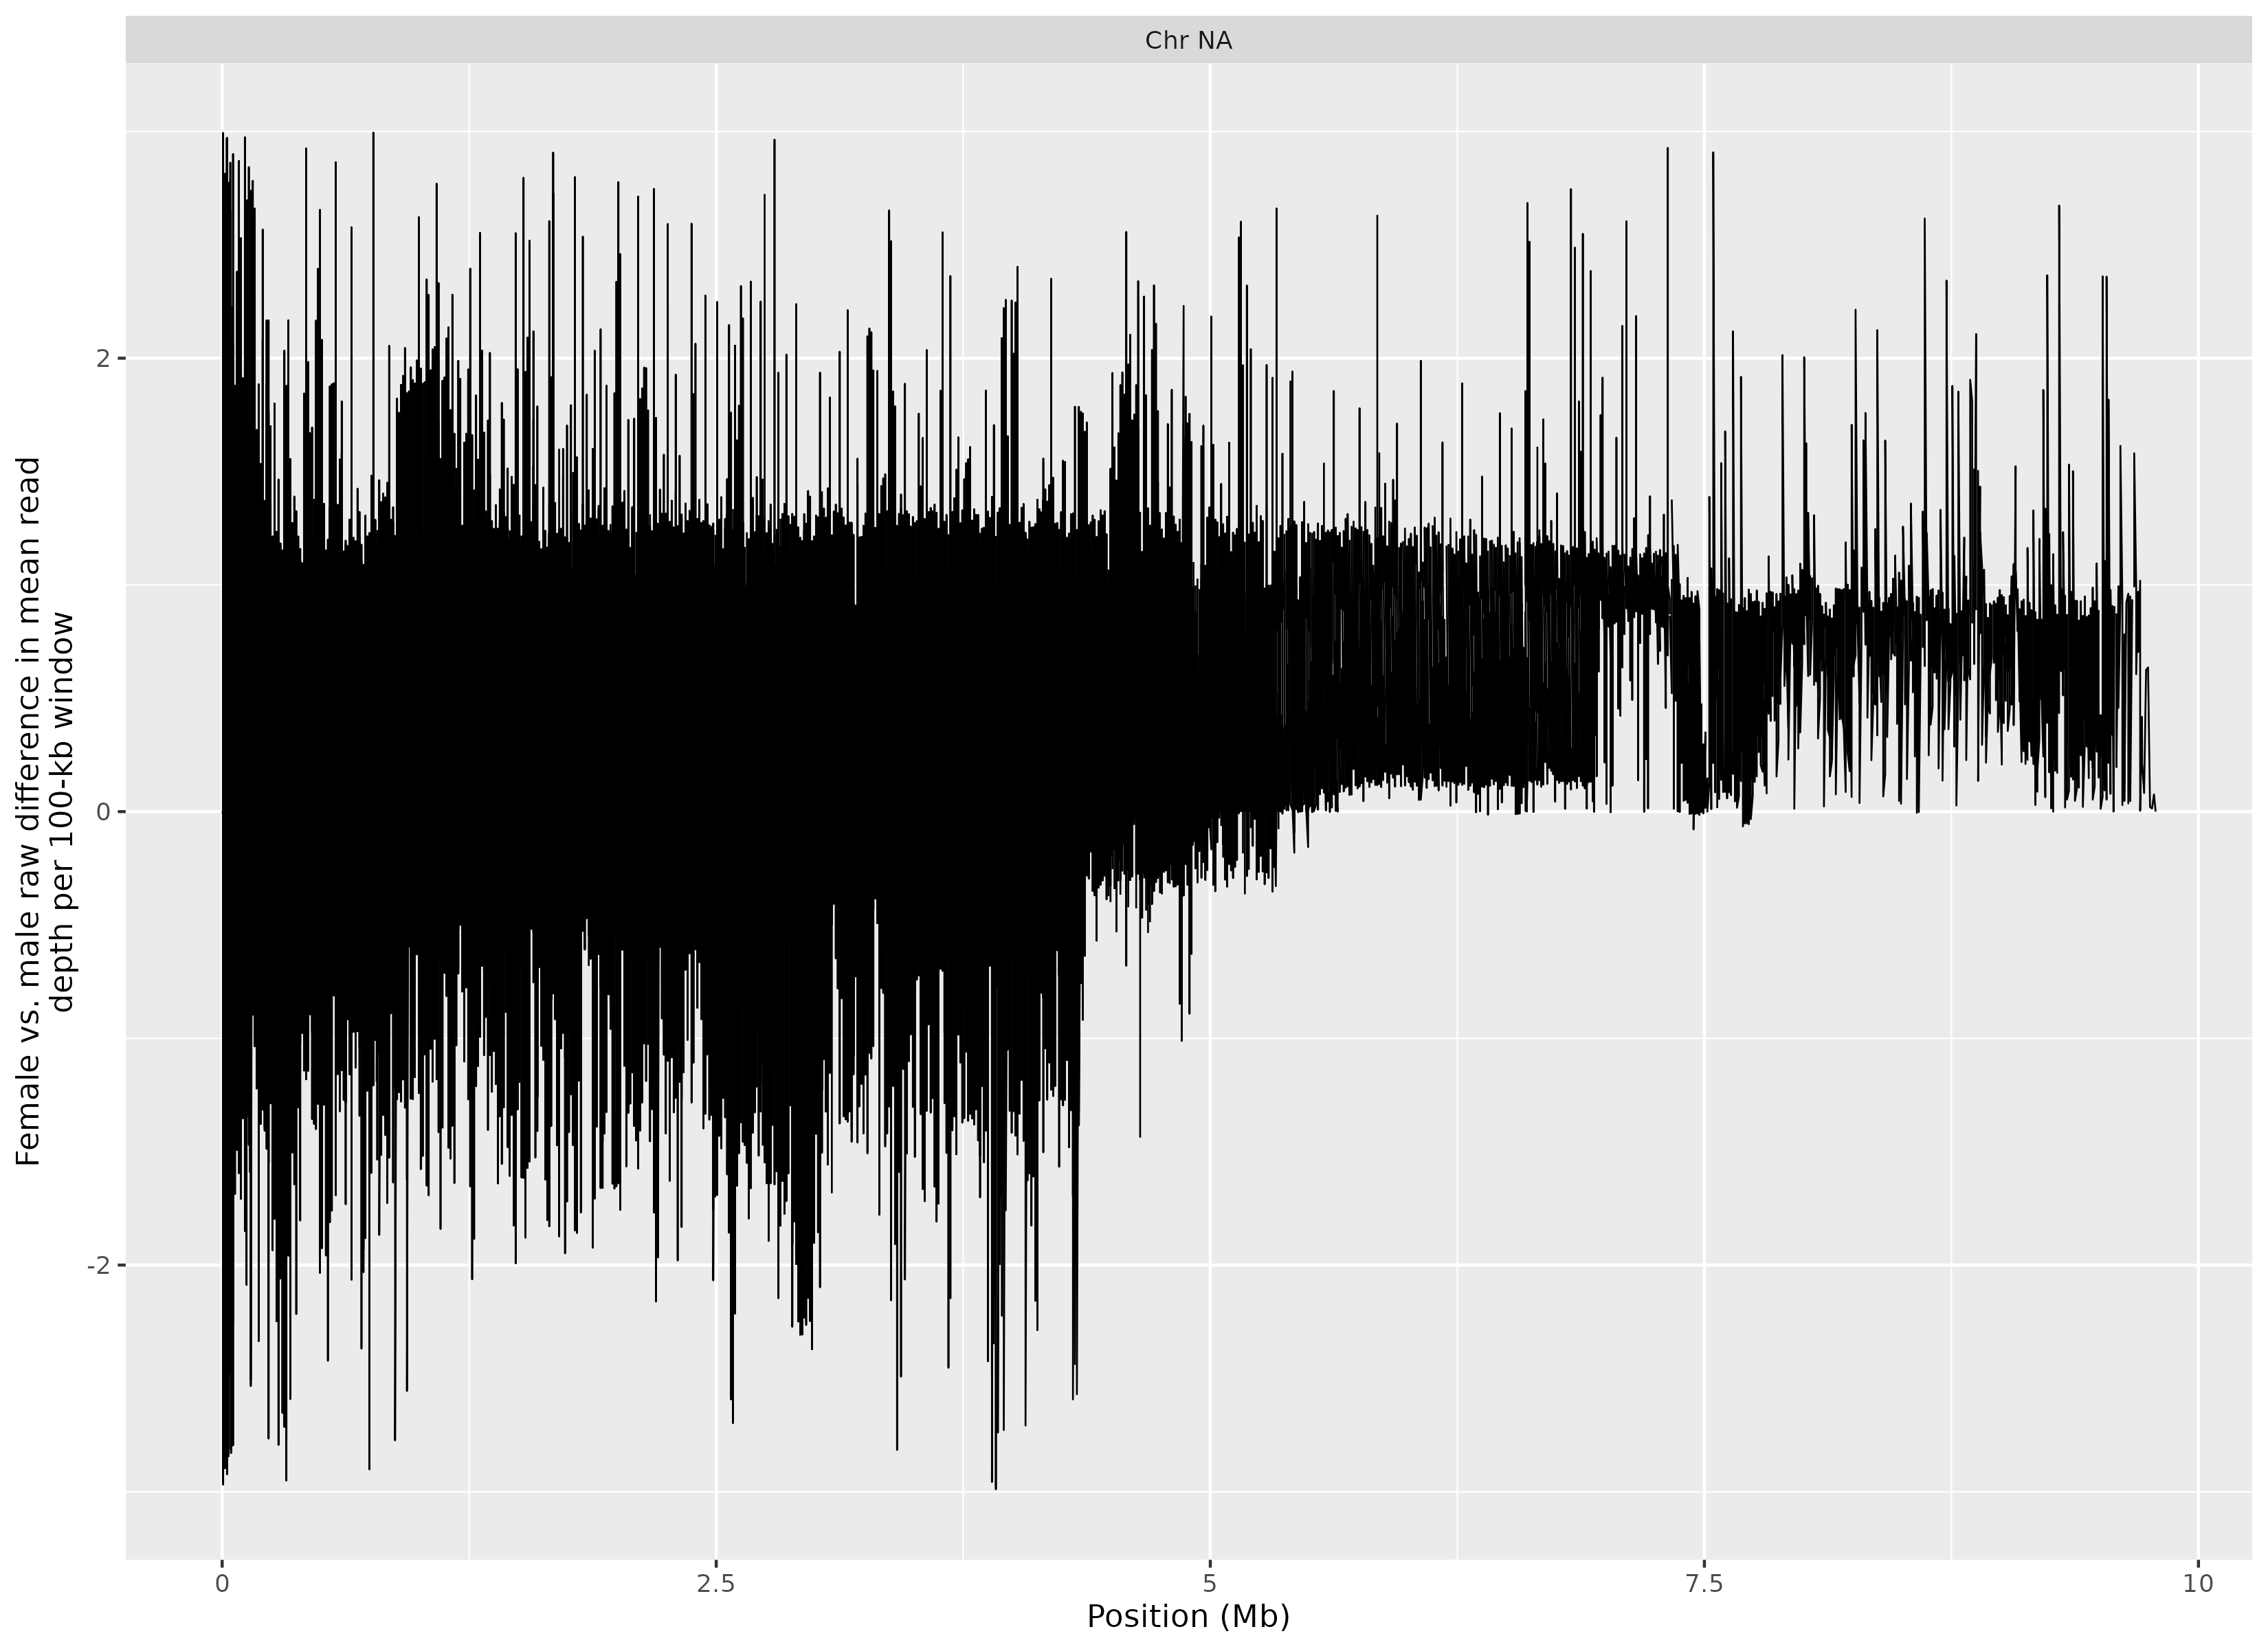 Chr NA
Female vs. male raw difference in mean read
depth per 100-kb window
2
0
-2
0
2.5
5
7.5
10
Position (Mb)